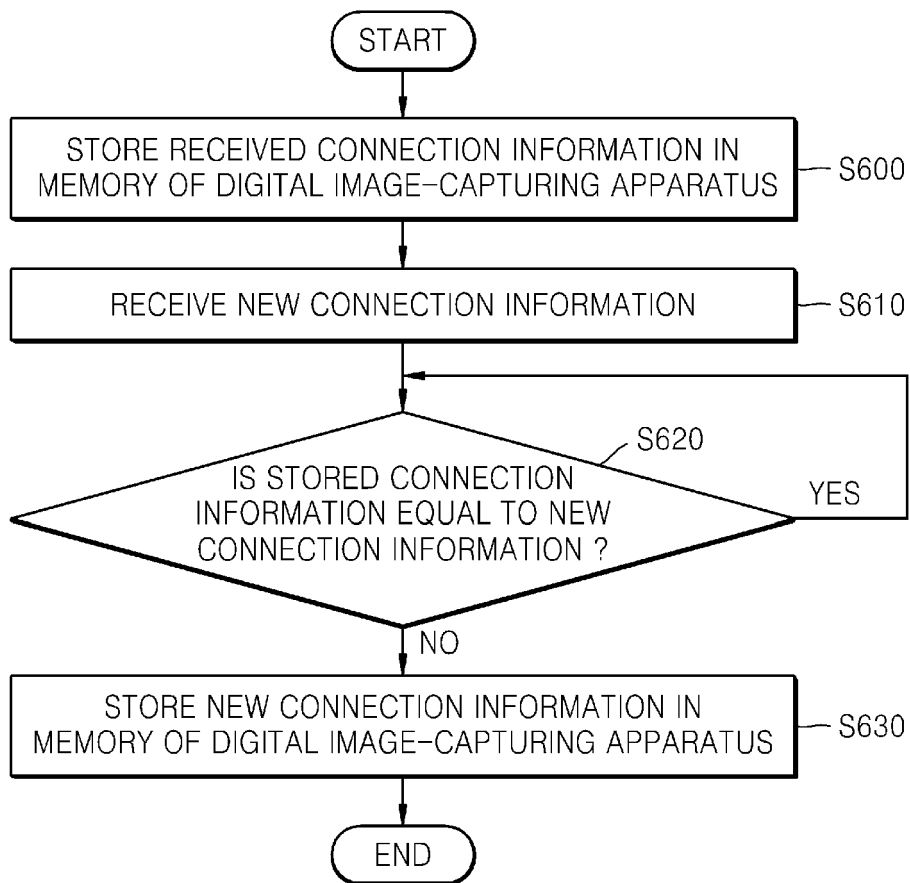 START
STORE RECEIVED CONNECTION INFORMATION IN
MEMORY OF DIGITAL IMAGE-CAPTURING APPARATUS
S600
RECEIVE NEW CONNECTION INFORMATION
S610
S620
IS STORED CONNECTION
INFORMATION EQUAL TO NEW
CONNECTION INFORMATION ?
YES
NO
STORE NEW CONNECTION INFORMATION IN
MEMORY OF DIGITAL IMAGE-CAPTURING APPARATUS
S630
END